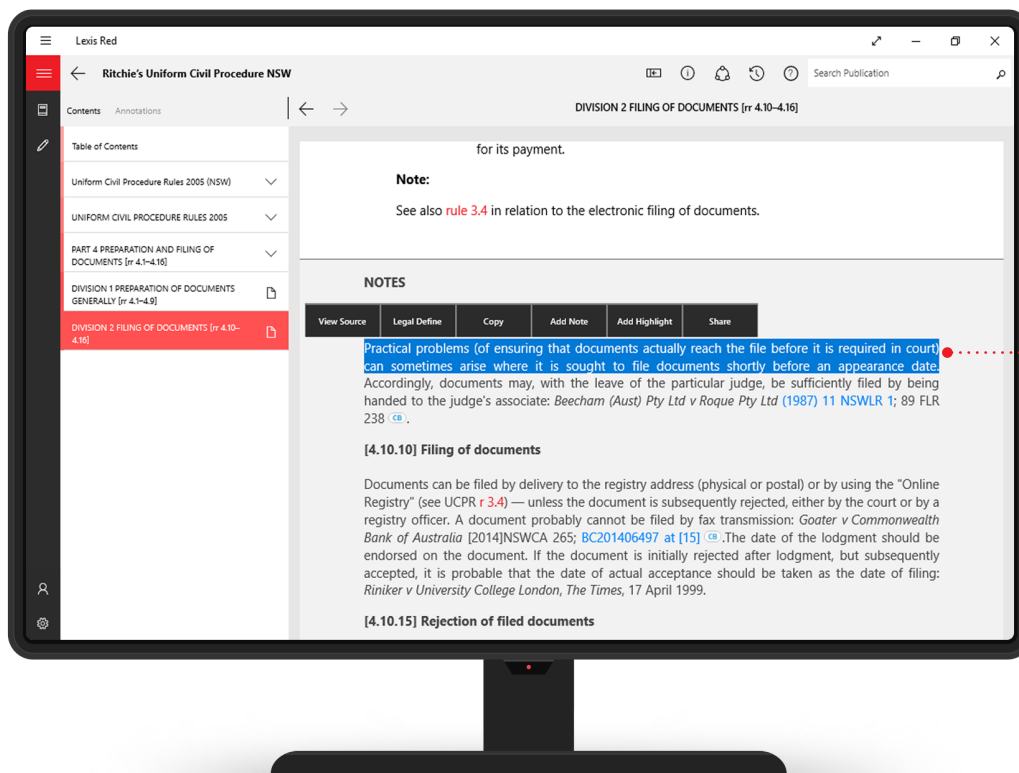 Lexis Red
Ritchie's Uniform Civil Procedure NSW
Search Publication
Contents Annotations
DIVISION 2 FILING OF DOCUMENTS [rr 4.10–4.16]
Table of Contents
Uniform Civil Procedure Rules 2005 (NSW)
UNIFORM CIVIL PROCEDURE RULES 2005
PART 4 PREPARATION AND FILING OF
DOCUMENTS [rr 4.1–4.16]
DIVISION 1 PREPARATION OF DOCUMENTS
GENERALLY [rr 4.1–4.9]
DIVISION 2 FILING OF DOCUMENTS [rr 4.10–
4.16]
for its payment.
Note:
See also rule 3.4 in relation to the electronic filing of documents.
NOTES
View Source Legal Define Copy Add Note Add Highlight Share
Practical problems (of ensuring that documents actually reach the file before it is required in court)
can sometimes arise where it is sought to file documents shortly before an appearance date.
Accordingly, documents may, with the leave of the particular judge, be sufficiently filed by being
handed to the judge's associate: Beecham (Aust) Pty Ltd v Roque Pty Ltd (1987) 11 NSWLR 1; 89 FLR
238 CB .
[4.10.10] Filing of documents
Documents can be filed by delivery to the registry address (physical or postal) or by using the "Online
Registry" (see UCPR r 3.4) — unless the document is subsequently rejected, either by the court or by a
registry officer. A document probably cannot be filed by fax transmission: Goater v Commonwealth
Bank of Australia [2014]NSWCA 265; BC201406497 at [15] CB .The date of the lodgment should be
endorsed on the document. If the document is initially rejected after lodgment, but subsequently
accepted, it is probable that the date of actual acceptance should be taken as the date of filing:
Riniker v University College London, The Times, 17 April 1999.
[4.10.15] Rejection of filed documents